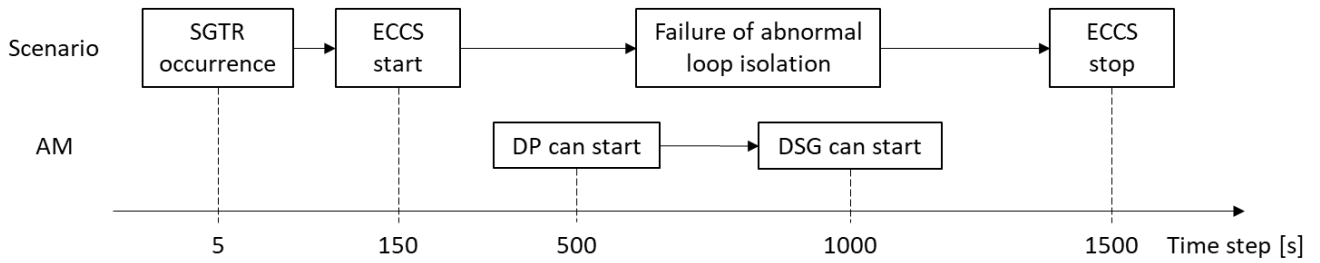 Scenario
SGTR
occurrence
ECCS
start
Failure of abnormal
loop isolation
ECCS
stop
AM
DP can start
DSG can start
5
150
500
1000
1500
Time step [s]